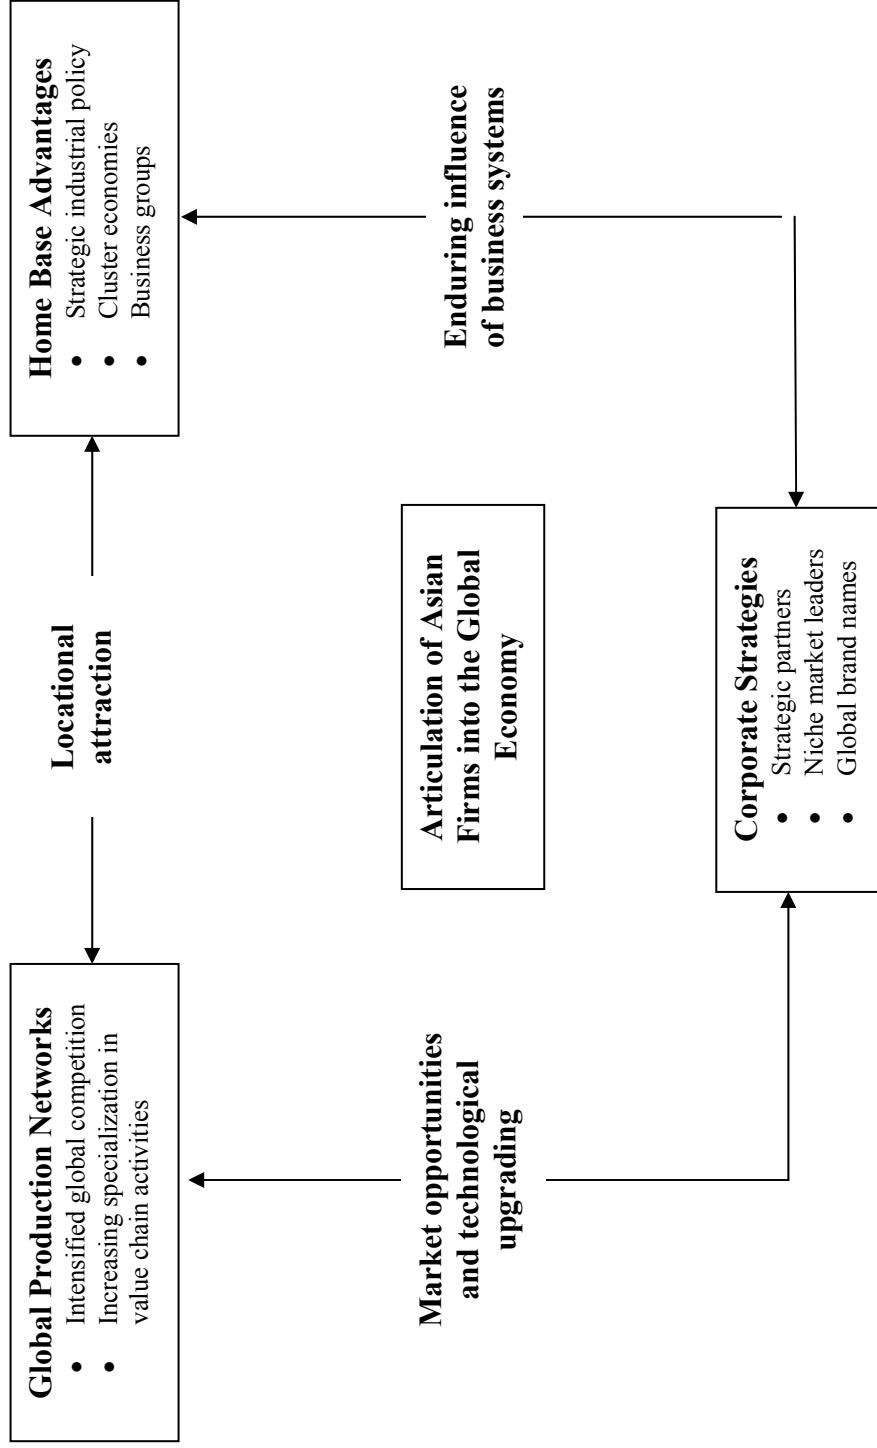 Global Production Networks
• Intensified global competition
• Increasing specialization in
value chain activities
Locational
attraction
Home Base Advantages
• Strategic industrial policy
• Cluster economies
• Business groups
Market opportunities
and technological
upgrading
Articulation of Asian
Firms into the Global
Economy
Enduring influence
of business systems
Corporate Strategies
• Strategic partners
• Niche market leaders
• Global brand names